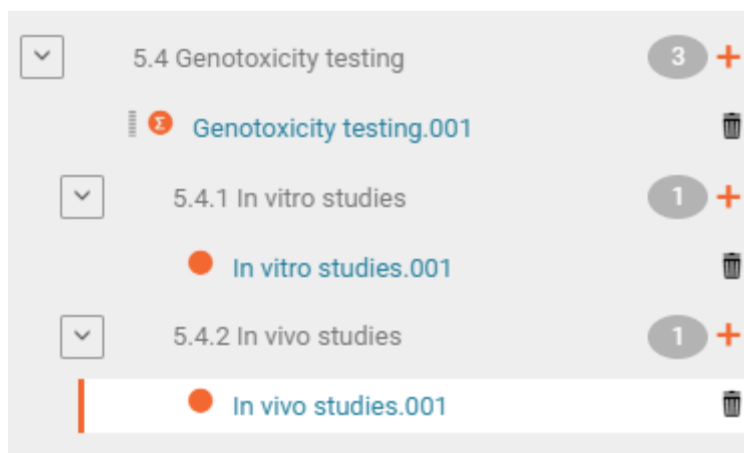 5.4 Genotoxicity testing 3 +
Σ Genotoxicity testing.001
5.4.1 In vitro studies 1 +
In vitro studies.001
5.4.2 In vivo studies 1 +
In vivo studies.001